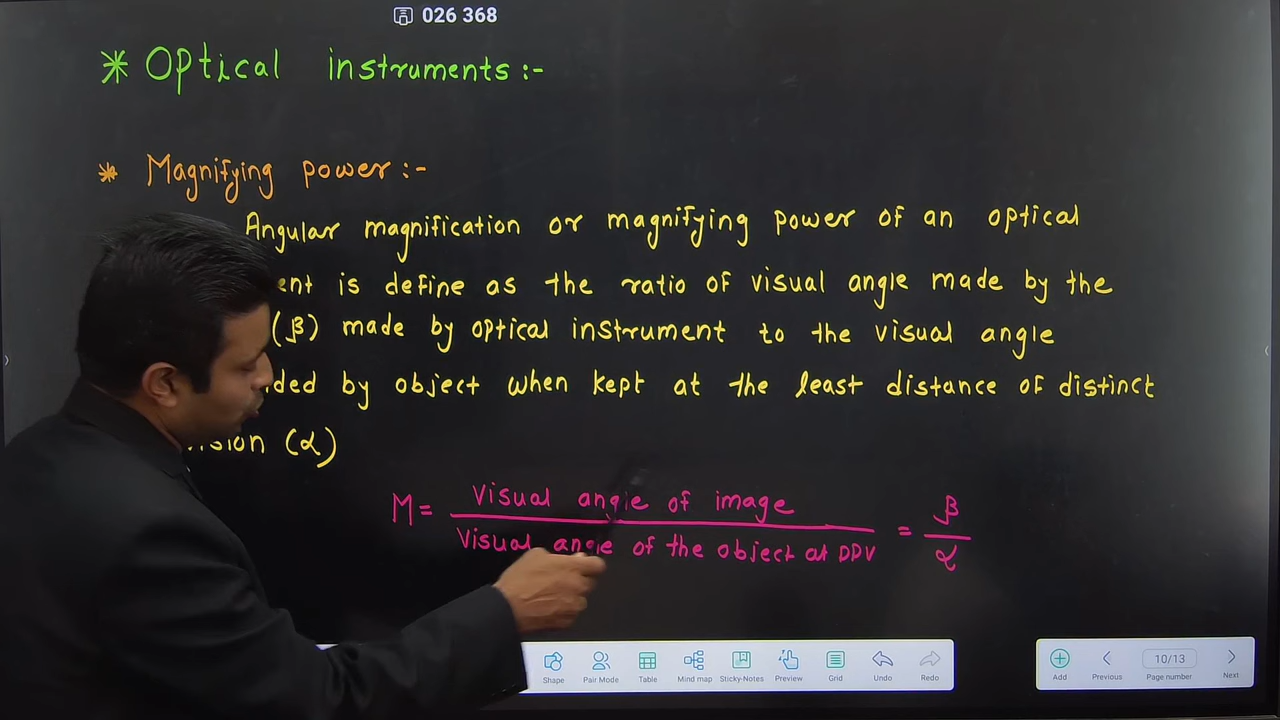 026 368
* Optical instruments:-
* Magnifying power:-
Angular magnification or magnifying power of an optical
ent is define as the ratio of visual angle made by the
(β) made by optical instrument to the visual angle
ded by object when kept at the least distance of distinct
ision (α)
M= Visual angle of image = β
Visual angle of the object at DDV α
Shape Pair Mode Table Mind map Sticky-Notes Preview Grid Undo Redo Add Previous 10/13 Page number Next